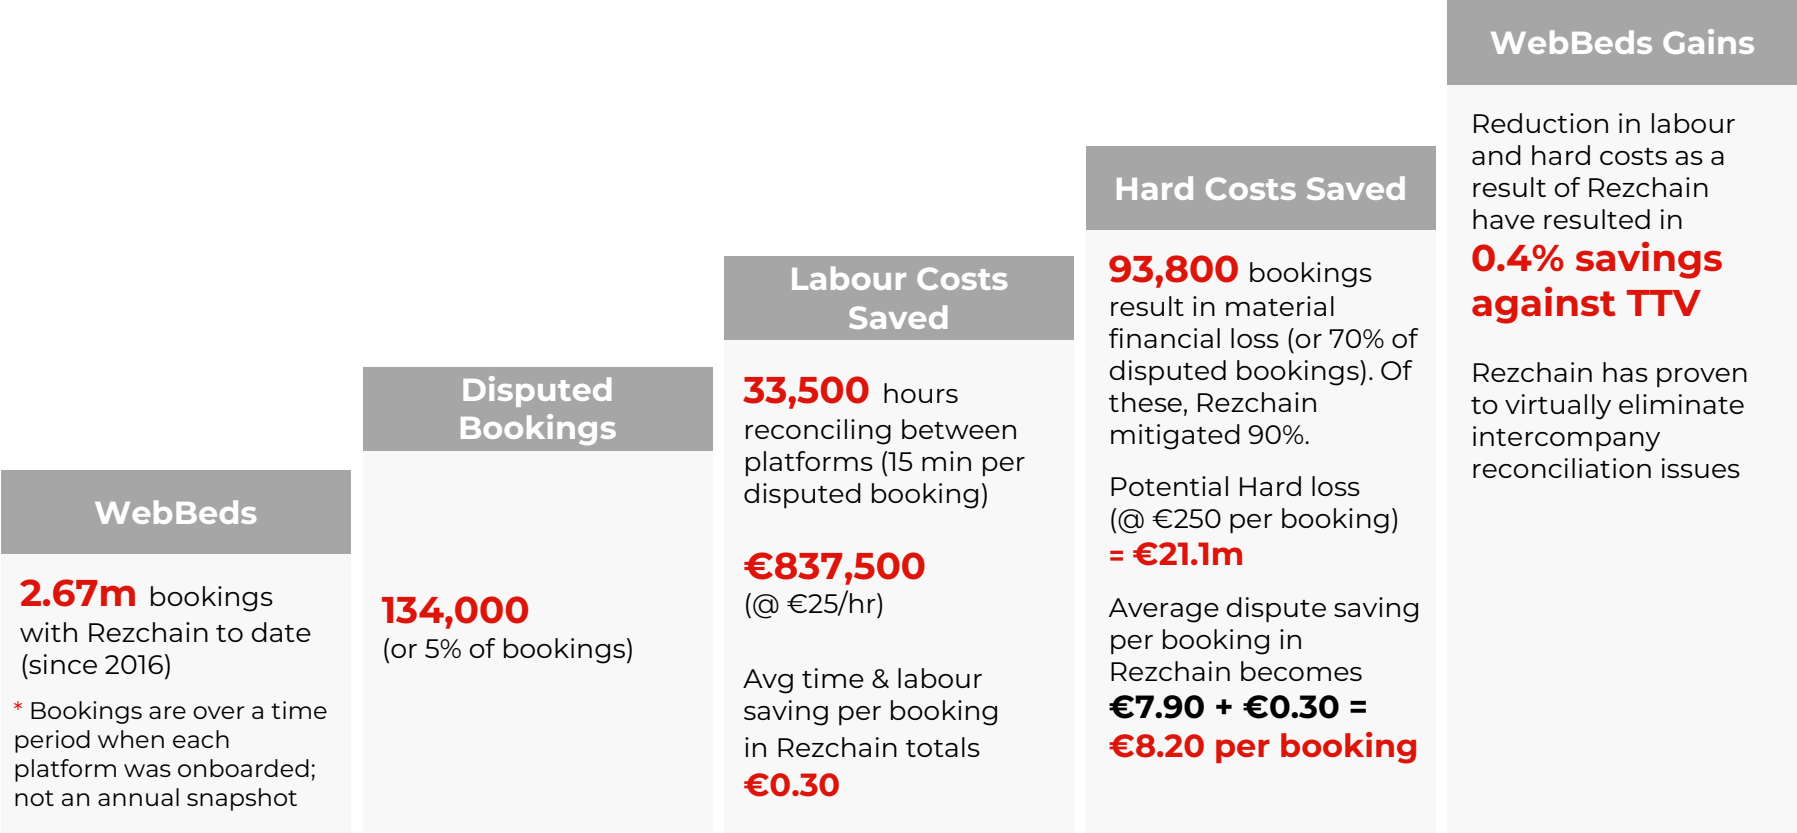 WebBeds
2.67m bookings
with Rezchain to date
(since 2016)
* Bookings are over a time
period when each
platform was onboarded;
not an annual snapshot
Disputed
Bookings
134,000
(or 5% of bookings)
Labour Costs
Saved
33,500 hours
reconciling between
platforms (15 min per
disputed booking)
€837,500
(@ €25/hr)
Avg time & labour
saving per booking
in Rezchain totals
€0.30
Hard Costs Saved
93,800 bookings
result in material
financial loss (or 70% of
disputed bookings). Of
these, Rezchain
mitigated 90%.
Potential Hard loss
(@ €250 per booking)
= €21.1m
Average dispute saving
per booking in
Rezchain becomes
€7.90 + €0.30 =
€8.20 per booking
WebBeds Gains
Reduction in labour
and hard costs as a
result of Rezchain
have resulted in
0.4% savings
against TTV
Rezchain has proven
to virtually eliminate
intercompany
reconciliation issues